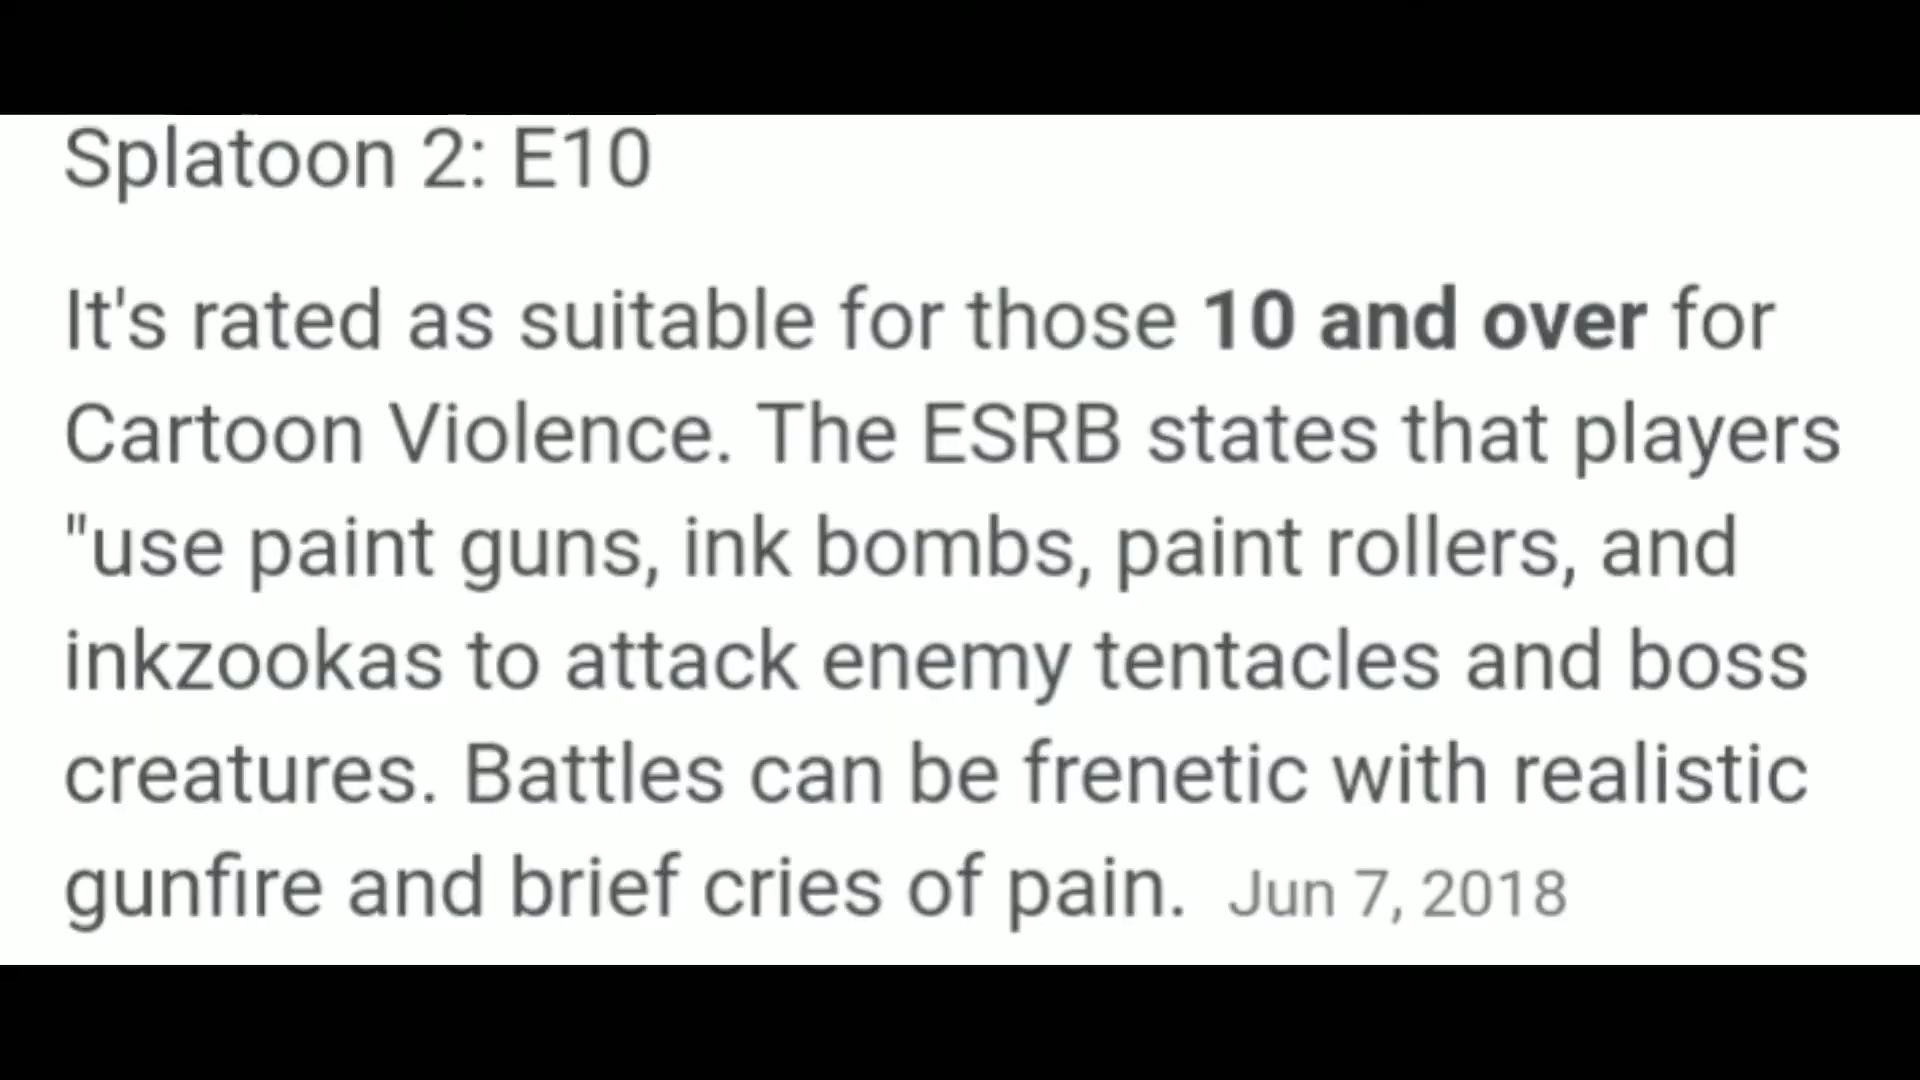 Splatoon 2: E10
It's rated as suitable for those 10 and over for
Cartoon Violence. The ESRB states that players
"use paint guns, ink bombs, paint rollers, and
inkzookas to attack enemy tentacles and boss
creatures. Battles can be frenetic with realistic
gunfire and brief cries of pain. Jun 7, 2018